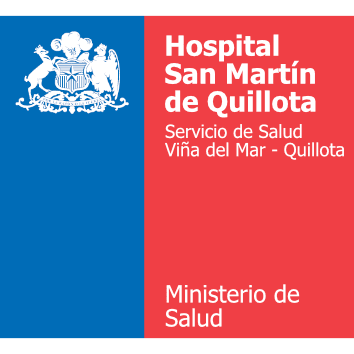 Hospital
San Martín
de Quillota
Servicio de Salud
Viña del Mar - Quillota
Ministerio de
Salud